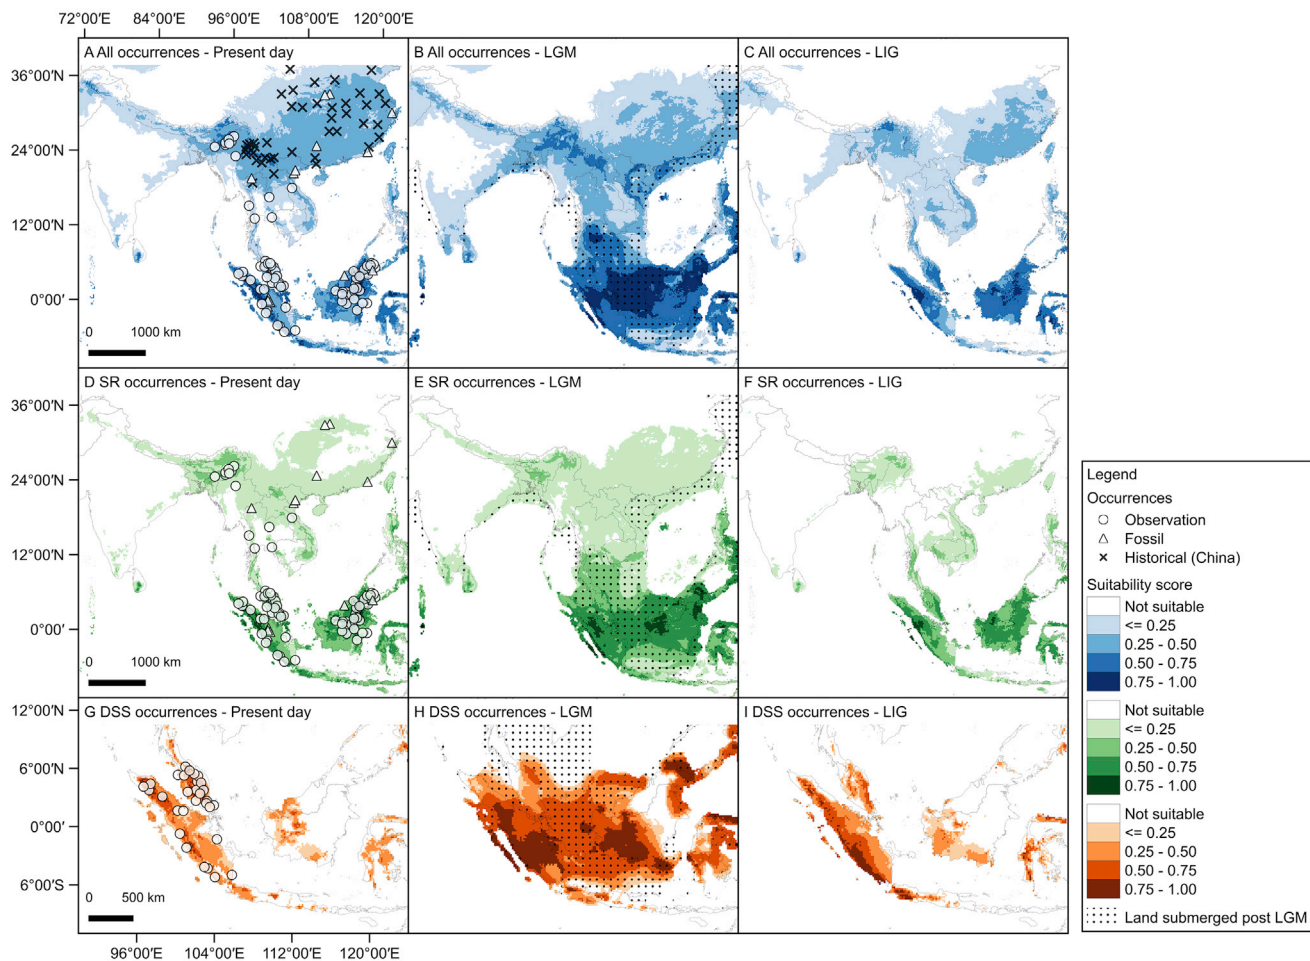 72°00′E 84°00′E 96°00′E 108°00′E 120°00′E
A All occurrences - Present day
B All occurrences - LGM
C All occurrences - LIG
36°00′N
24°00′N
12°00′N
0°00′
0 1000 km
D SR occurrences - Present day
E SR occurrences - LGM
F SR occurrences - LIG
36°00′N
24°00′N
12°00′N
0°00′
0 1000 km
G DSS occurrences - Present day
H DSS occurrences - LGM
I DSS occurrences - LIG
12°00′N
6°00′N
0°00′
6°00′S
0 500 km
96°00′E 104°00′E 112°00′E 120°00′E
Legend
Occurrences
Observation
Fossil
Historical (China)
Suitability score
Not suitable
<= 0.25
0.25 - 0.50
0.50 - 0.75
0.75 - 1.00
Not suitable
<= 0.25
0.25 - 0.50
0.50 - 0.75
0.75 - 1.00
Not suitable
<= 0.25
0.25 - 0.50
0.50 - 0.75
0.75 - 1.00
Land submerged post LGM